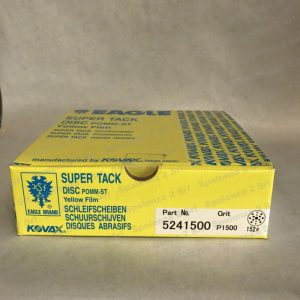 EAGLE
SUPER TACK
DISC POMM-ST
Yellow Film
manufactured by KOVAX
SUPER TACK
DISC POMM-ST
Yellow Film
SCHLEIFSCHEIBEN
SCHUURSCHIJVEN
DISQUES ABRASIFS
EAGLE BRAND
KOVAX
Part No.
Grit
5241500
P1500
152ø